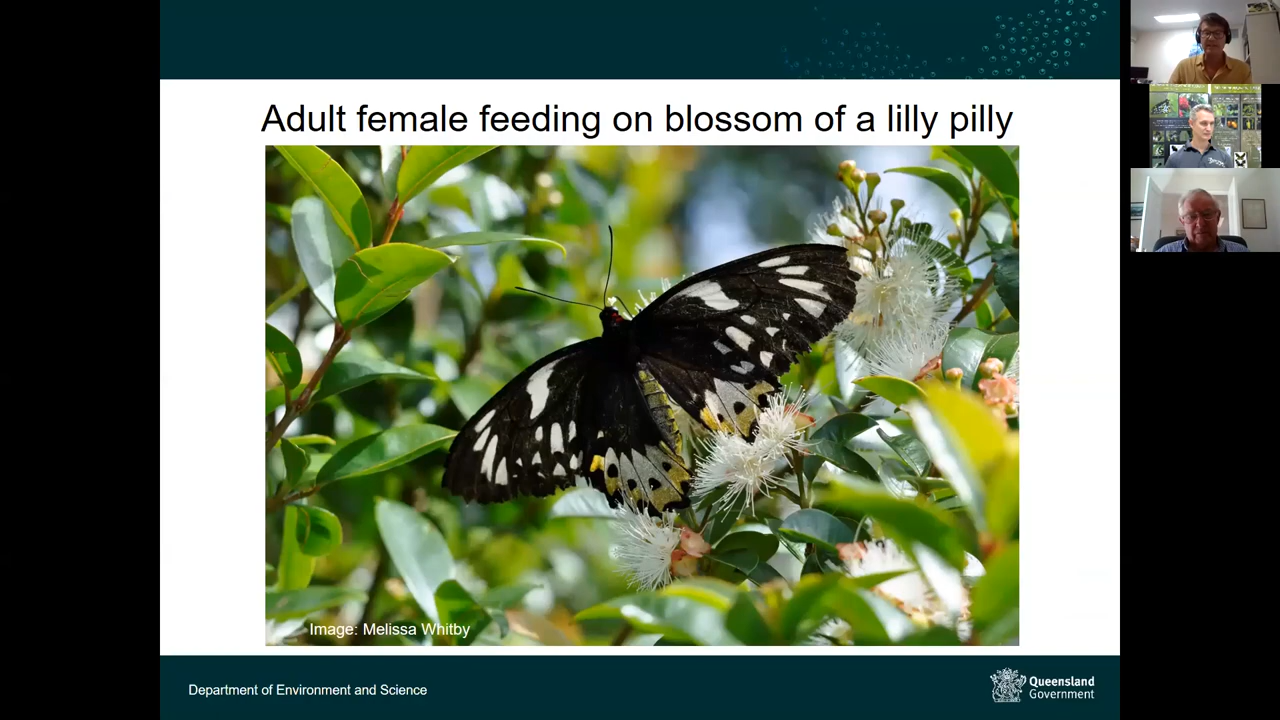 Adult female feeding on blossom of a lilly pilly
Image: Melissa Whitby
Department of Environment and Science
Queensland
Government